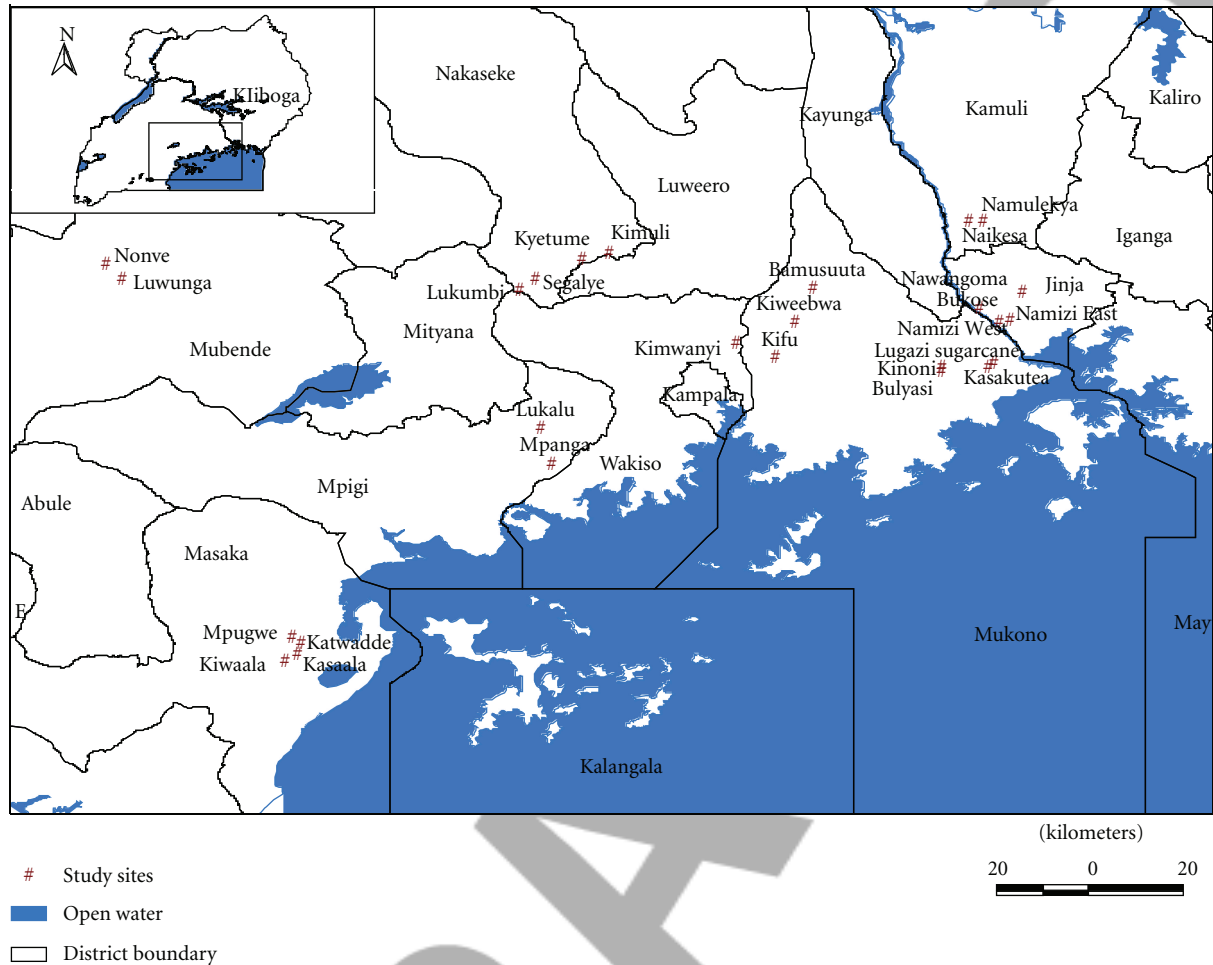 N
KIiboga
Nakaseke
Kaliro
Kamuli
Kayunga
Luweero
Namulekya
Kimuli
Kyetume
Naikesa
Iganga
Nonve
Luwunga
Bamusuuta
Segalye
Lukumbi
Nawangoma
Jinja
Kiweebwa
Bukose
Namizi East
Mityana
Namizi West
Kifu
Kimwanyi
Mubende
Lugazi sugarcane
Kinoni
Kasakutea
Bulyasi
Kampala
Lukalu
Mpanga
Wakiso
Mpigi
Abule
Masaka
E
Mpugwe
Katwadde
Mukono
May
Kiwaala
Kasaala
Kalangala
(kilometers)
20 0 20
# Study sites
Open water
District boundary